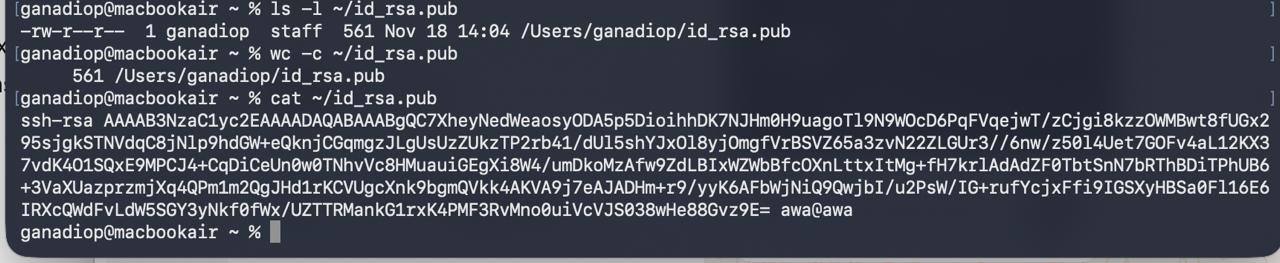 ganadiop@macbookair ~ % ls -l ~/id_rsa.pub
-rw-r--r-- 1 ganadiop staff 561 Nov 18 14:04 /Users/ganadiop/id_rsa.pub
ganadiop@macbookair ~ % wc -c ~/id_rsa.pub
561 /Users/ganadiop/id_rsa.pub
ganadiop@macbookair ~ % cat ~/id_rsa.pub
ssh-rsa AAAAB3NzaC1yc2EAAAADAQABAAABgQC7XheyNedWeaosyODA5p5DioihhDK7NJHm0H9uagoTl9N9WOcD6PqFVqejwT/zCjgi8kzzOWMBwt8fUGx2
95sjgkSTNVdqC8jNlp9hdGW+eQknjCGqmgzJLgUsUzZUkzTP2rb41/dUl5shYJxOl8yjOmgfVrBSVZ65a3zvN22ZLGUr3//6nw/z50l4Uet7GOFv4aL12KX3
7vdK4O1SQxE9MPCJ4+CqDiCeUn0w0TNhvVc8HMuauiGEgXi8W4/umDkoMzAfw9ZdLBIxWZWbBfcOXnLttxItMg+fH7krlAdAdZF0TbtSnN7bRThBDiTPhUB6
+3VaXUazprzmjXq4QPm1m2QgJHd1rKCVUgcXnk9bgmQVkk4AKVA9j7eAJADHm+r9/yyK6AFbWjNiQ9QwjbI/u2PsW/IG+rufYcjxFfi9IGSXyHBSa0Fl16E6
IRXcQWdFvLdW5SGY3yNkf0fWx/UZTTRMankG1rxK4PMF3RvMno0uiVcVJS038wHe88Gvz9E= awa@awa
ganadiop@macbookair ~ %